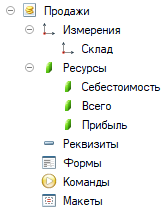 Продажи
Измерения
Склад
Ресурсы
Себестоимость
Всего
Прибыль
Реквизиты
Формы
Команды
Макеты